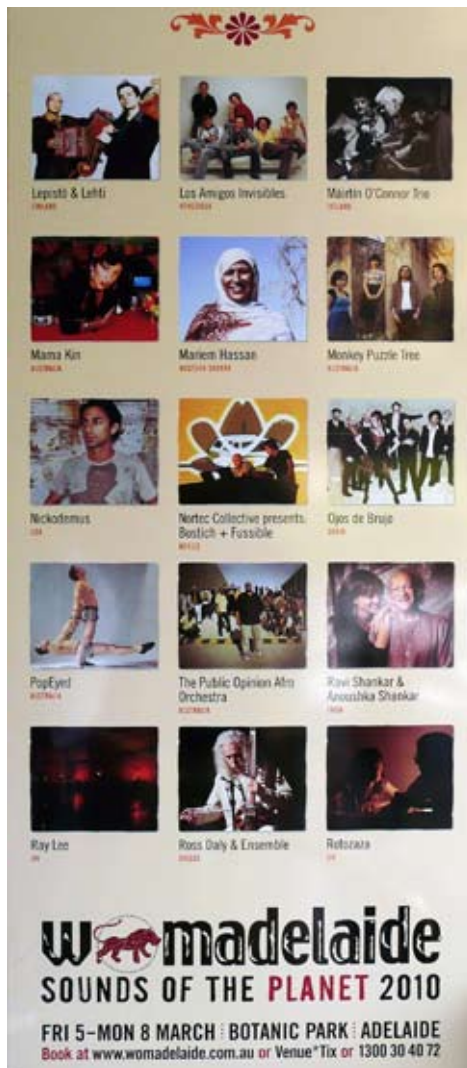 Lepistö & Lehti
FINLAND
Los Amigos Invisibles
VENEZUELA
Máirtín O'Connor Trio
IRELAND
Mama Kin
AUSTRALIA
Mariem Hassan
WESTERN SAHARA
Monkey Puzzle Tree
AUSTRALIA
Nickodemus
USA
Nortec Collective presents:
Bostich + Fussible
MEXICO
Ojos de Brujo
SPAIN
PopEyed
AUSTRALIA
The Public Opinion Afro
Orchestra
AUSTRALIA
Ravi Shankar &
Anoushka Shankar
INDIA
Ray Lee
UK
Ross Daly & Ensemble
GREECE
Rotozaza
UK
womadelaide
SOUNDS OF THE PLANET 2010
FRI 5–MON 8 MARCH BOTANIC PARK ADELAIDE
Book at www.womadelaide.com.au or Venue*Tix or 1300 30 40 72